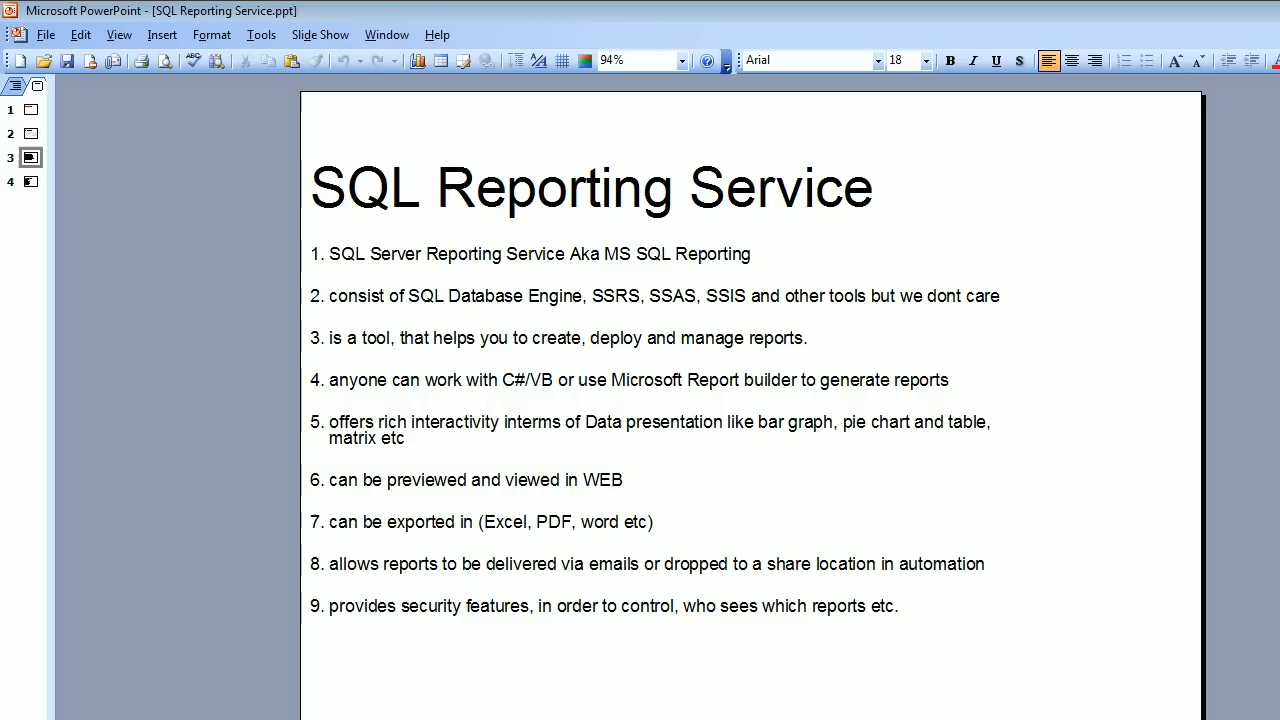 Microsoft PowerPoint - [SQL Reporting Service.ppt]
File Edit View Insert Format Tools Slide Show Window Help
94% Arial 18 B I U S
1
2
3
4
SQL Reporting Service
1. SQL Server Reporting Service Aka MS SQL Reporting
2. consist of SQL Database Engine, SSRS, SSAS, SSIS and other tools but we dont care
3. is a tool, that helps you to create, deploy and manage reports.
4. anyone can work with C#/VB or use Microsoft Report builder to generate reports
5. offers rich interactivity interms of Data presentation like bar graph, pie chart and table,
matrix etc
6. can be previewed and viewed in WEB
7. can be exported in (Excel, PDF, word etc)
8. allows reports to be delivered via emails or dropped to a share location in automation
9. provides security features, in order to control, who sees which reports etc.